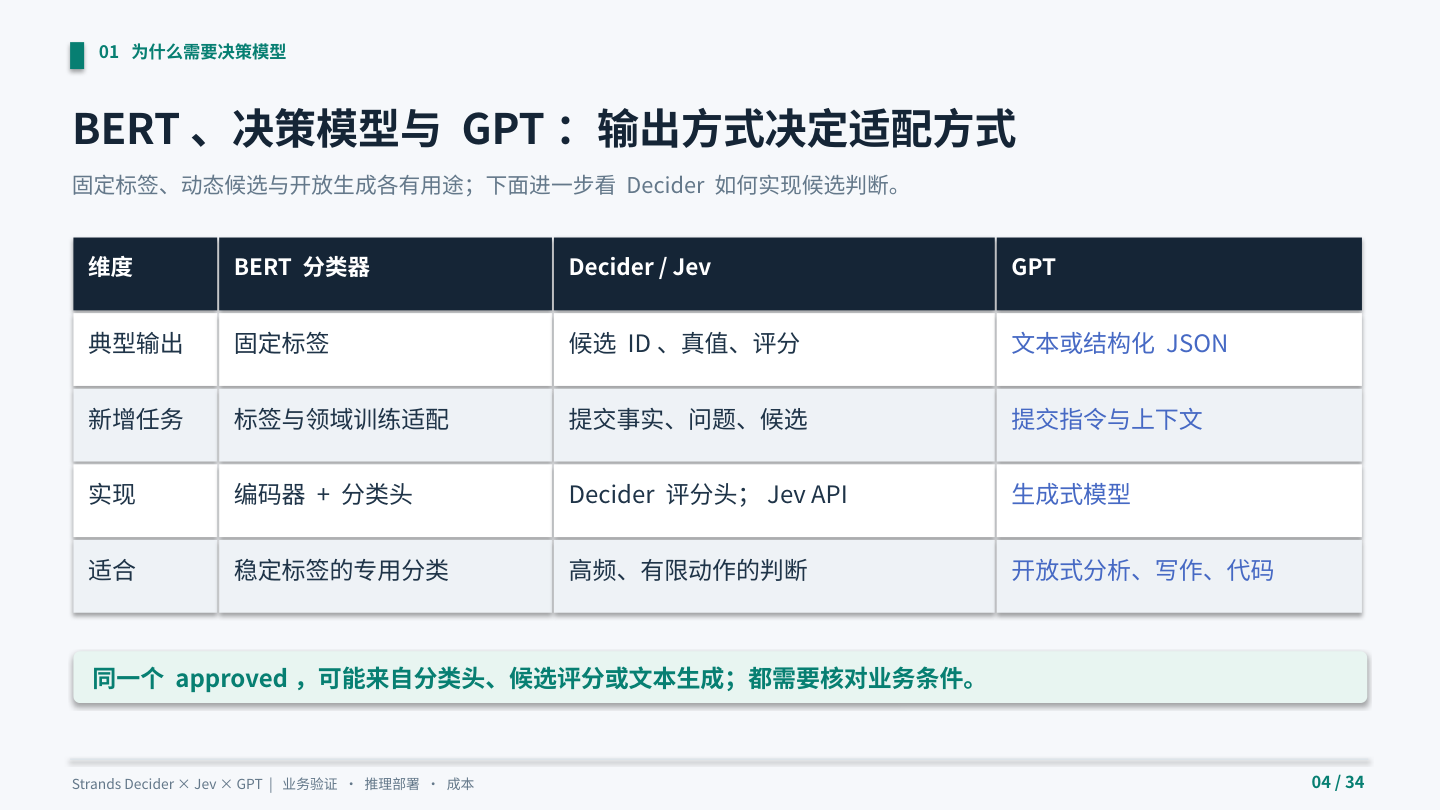 01 为什么需要决策模型
BERT 、决策模型与 GPT ：输出方式决定适配方式
固定标签、动态候选与开放生成各有用途；下面进一步看 Decider 如何实现候选判断。
维度 BERT 分类器 Decider / Jev GPT
典型输出 固定标签 候选 ID 、真值、评分 文本或结构化 JSON
新增任务 标签与领域训练适配 提交事实、问题、候选 提交指令与上下文
实现 编码器 + 分类头 Decider 评分头； Jev API 生成式模型
适合 稳定标签的专用分类 高频、有限动作的判断 开放式分析、写作、代码
同一个 approved ，可能来自分类头、候选评分或文本生成；都需要核对业务条件。
Strands Decider × Jev × GPT | 业务验证 · 推理部署 · 成本 04 / 34